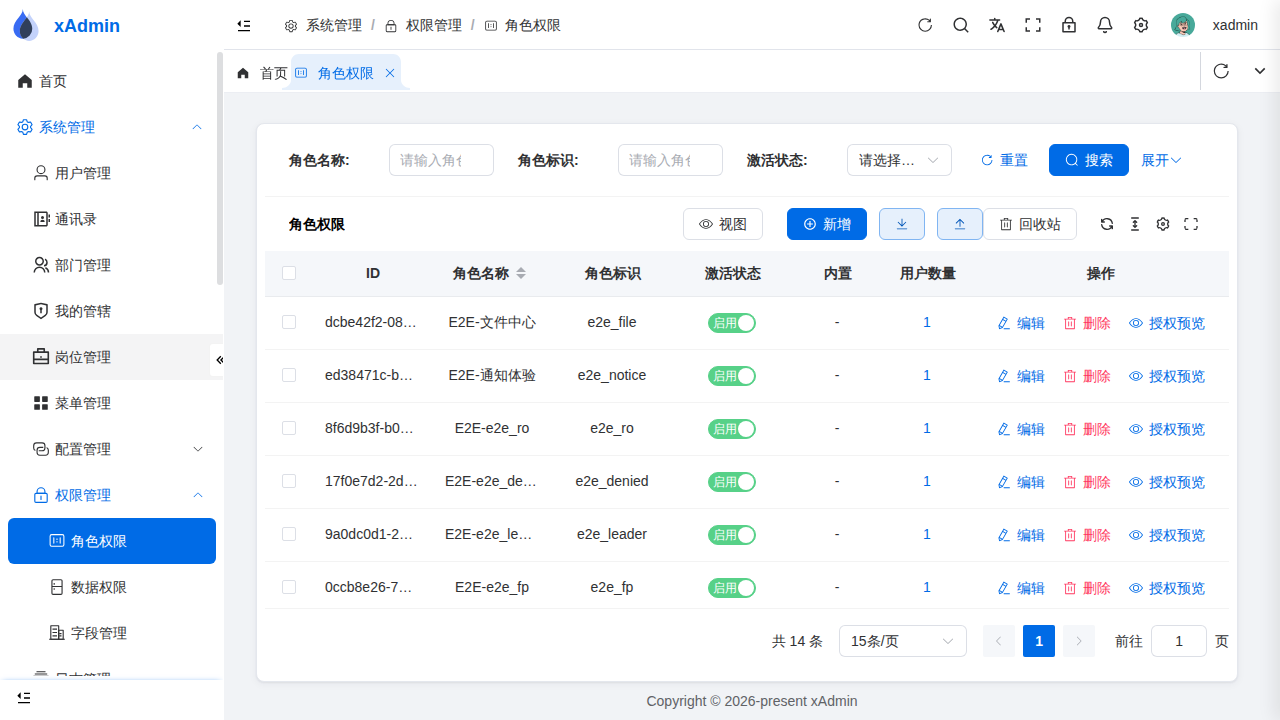 xAdmin
系统管理 / 权限管理 / 角色权限
xadmin
首页
角色权限
首页
系统管理
用户管理
通讯录
部门管理
我的管辖
岗位管理
菜单管理
配置管理
权限管理
角色权限
数据权限
字段管理
角色名称: 请输入角色 角色标识: 请输入角色 激活状态: 请选择… 重置 搜索 展开
角色权限 视图 新增 回收站
ID 角色名称 角色标识 激活状态 内置 用户数量 操作
dcbe42f2-08… E2E-文件中心 e2e_file 启用 - 1 编辑 删除 授权预览
ed38471c-b… E2E-通知体验 e2e_notice 启用 - 1 编辑 删除 授权预览
8f6d9b3f-b0… E2E-e2e_ro e2e_ro 启用 - 1 编辑 删除 授权预览
17f0e7d2-2d… E2E-e2e_de… e2e_denied 启用 - 1 编辑 删除 授权预览
9a0dc0d1-2… E2E-e2e_le… e2e_leader 启用 - 1 编辑 删除 授权预览
0ccb8e26-7… E2E-e2e_fp e2e_fp 启用 - 1 编辑 删除 授权预览
共 14 条 15条/页 1 前往 1 页
Copyright © 2026-present xAdmin